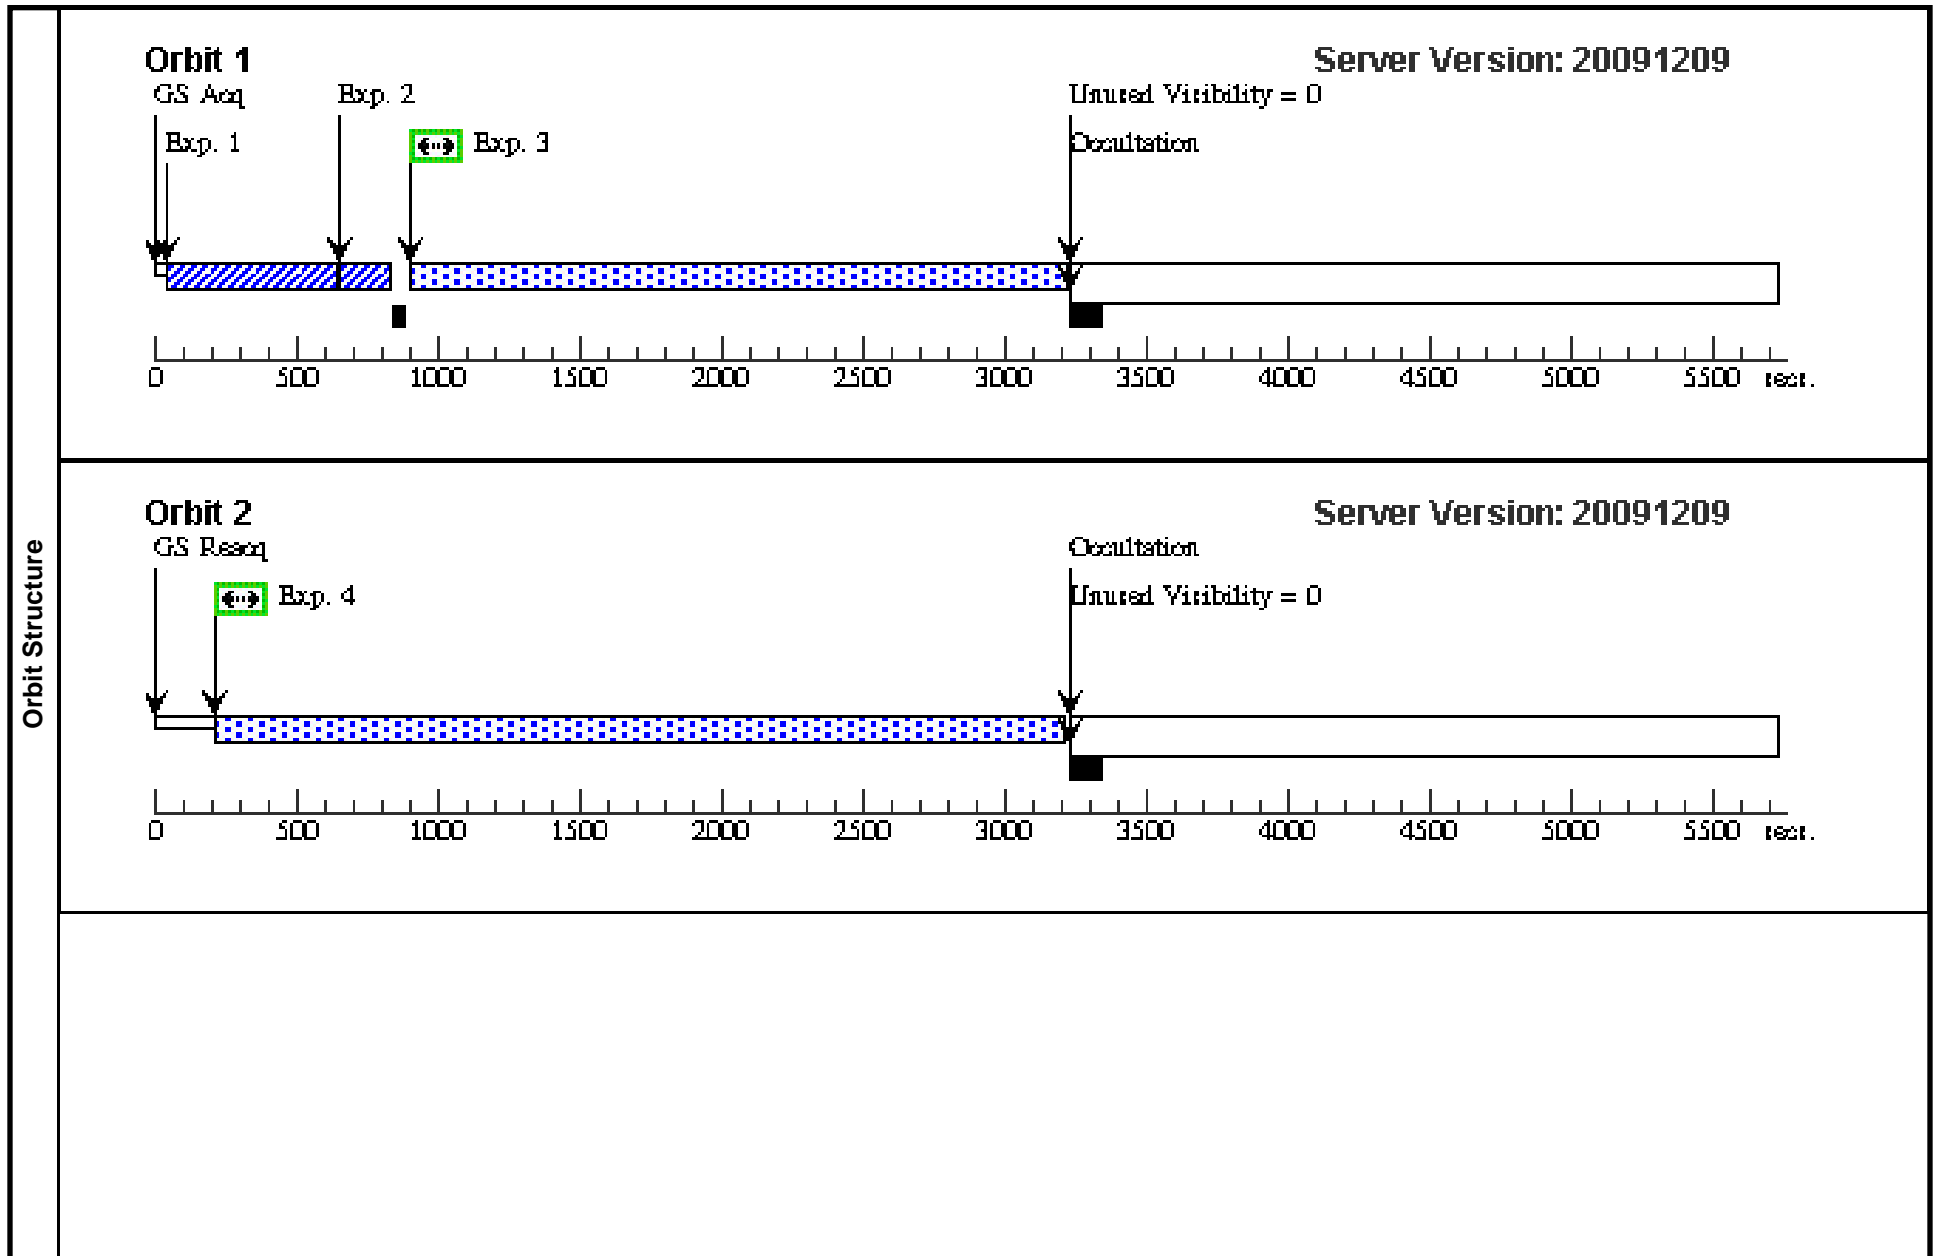 Orbit Structure
Orbit 1
Server Version: 20091209
GS Acq
Exp. 2
Unused Visibility = 0
Exp. 1
Exp. 3
Occultation
0 500 1000 1500 2000 2500 3000 3500 4000 4500 5000 5500 secs.
Orbit 2
Server Version: 20091209
GS Reacq
Occultation
Exp. 4
Unused Visibility = 0
0 500 1000 1500 2000 2500 3000 3500 4000 4500 5000 5500 secs.